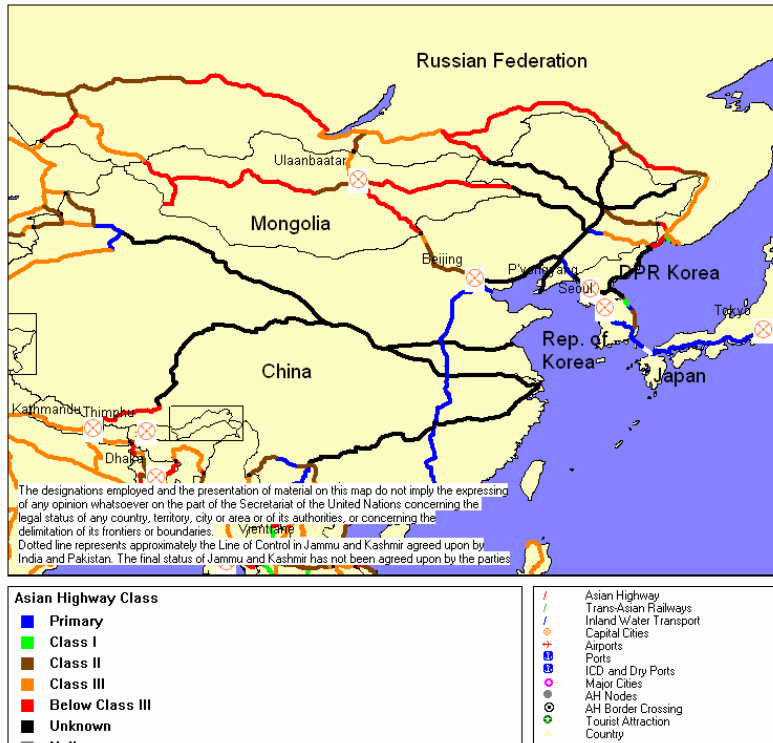 Russian Federation
Ulaanbaatar
Mongolia
Beijing
P'yongyang
DPR Korea
Seoul
Tokyo
Rep. of
Korea
Japan
China
Kathmandu
Thimphu
Dhaka
The designations employed and the presentation of material on this map do not imply the expressing
of any opinion whatsoever on the part of the Secretariat of the United Nations concerning the
legal status of any country, territory, city or area or of its authorities, or concerning the
delimitation of its frontiers or boundaries.
Vientiane
Dotted line represents approximately the Line of Control in Jammu and Kashmir agreed upon by
India and Pakistan. The final status of Jammu and Kashmir has not been agreed upon by the parties
Asian Highway Class
Primary
Class I
Class II
Class III
Below Class III
Unknown
Asian Highway
Trans-Asian Railways
Inland Water Transport
Capital Cities
Airports
Ports
ICD and Dry Ports
Major Cities
AH Nodes
AH Border Crossing
Tourist Attraction
Country